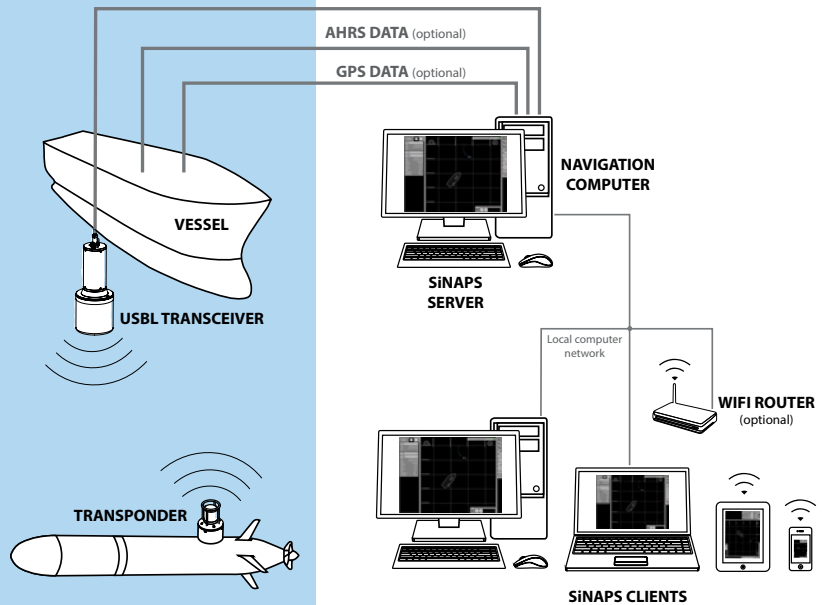 AHRS DATA (optional)
GPS DATA (optional)
NAVIGATION
COMPUTER
VESSEL
SiNAPS
SERVER
USBL TRANSCEIVER
Local computer
network
WIFI ROUTER
(optional)
TRANSPONDER
SiNAPS CLIENTS